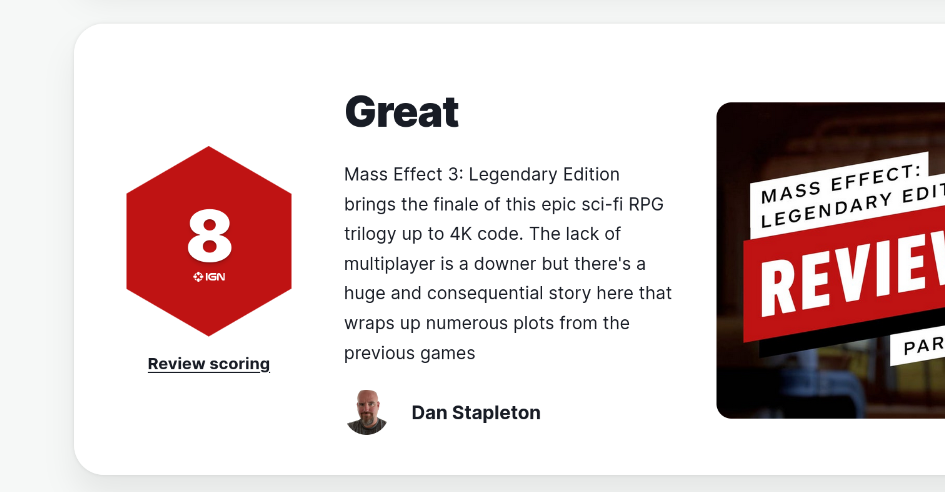 Great
Mass Effect 3: Legendary Edition
brings the finale of this epic sci-fi RPG
trilogy up to 4K code. The lack of
multiplayer is a downer but there's a
huge and consequential story here that
wraps up numerous plots from the
previous games
Dan Stapleton
8
IGN
Review scoring
MASS EFFECT:
LEGENDARY EDIT
REVIEW
PAR